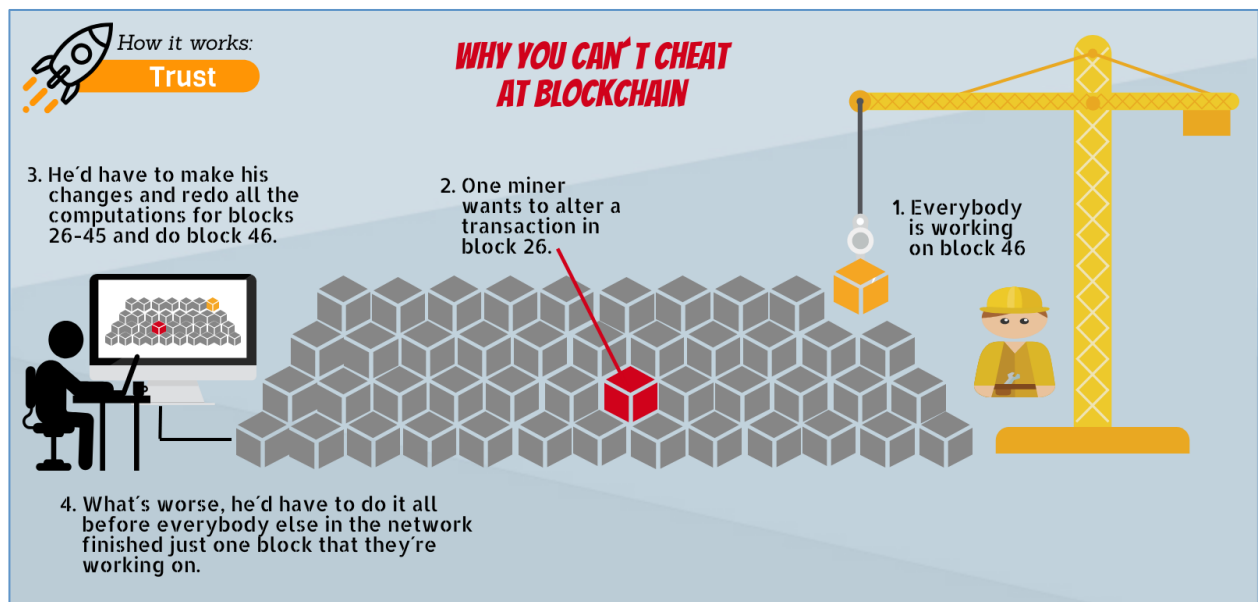 How it works:
Trust
WHY YOU CAN´T CHEAT
AT BLOCKCHAIN
3. He´d have to make his
changes and redo all the
computations for blocks
26-45 and do block 46.
2. One miner
wants to alter a
transaction in
block 26.
1. Everybody
is working
on block 46
4. What´s worse, he´d have to do it all
before everybody else in the network
finished just one block that they´re
working on.